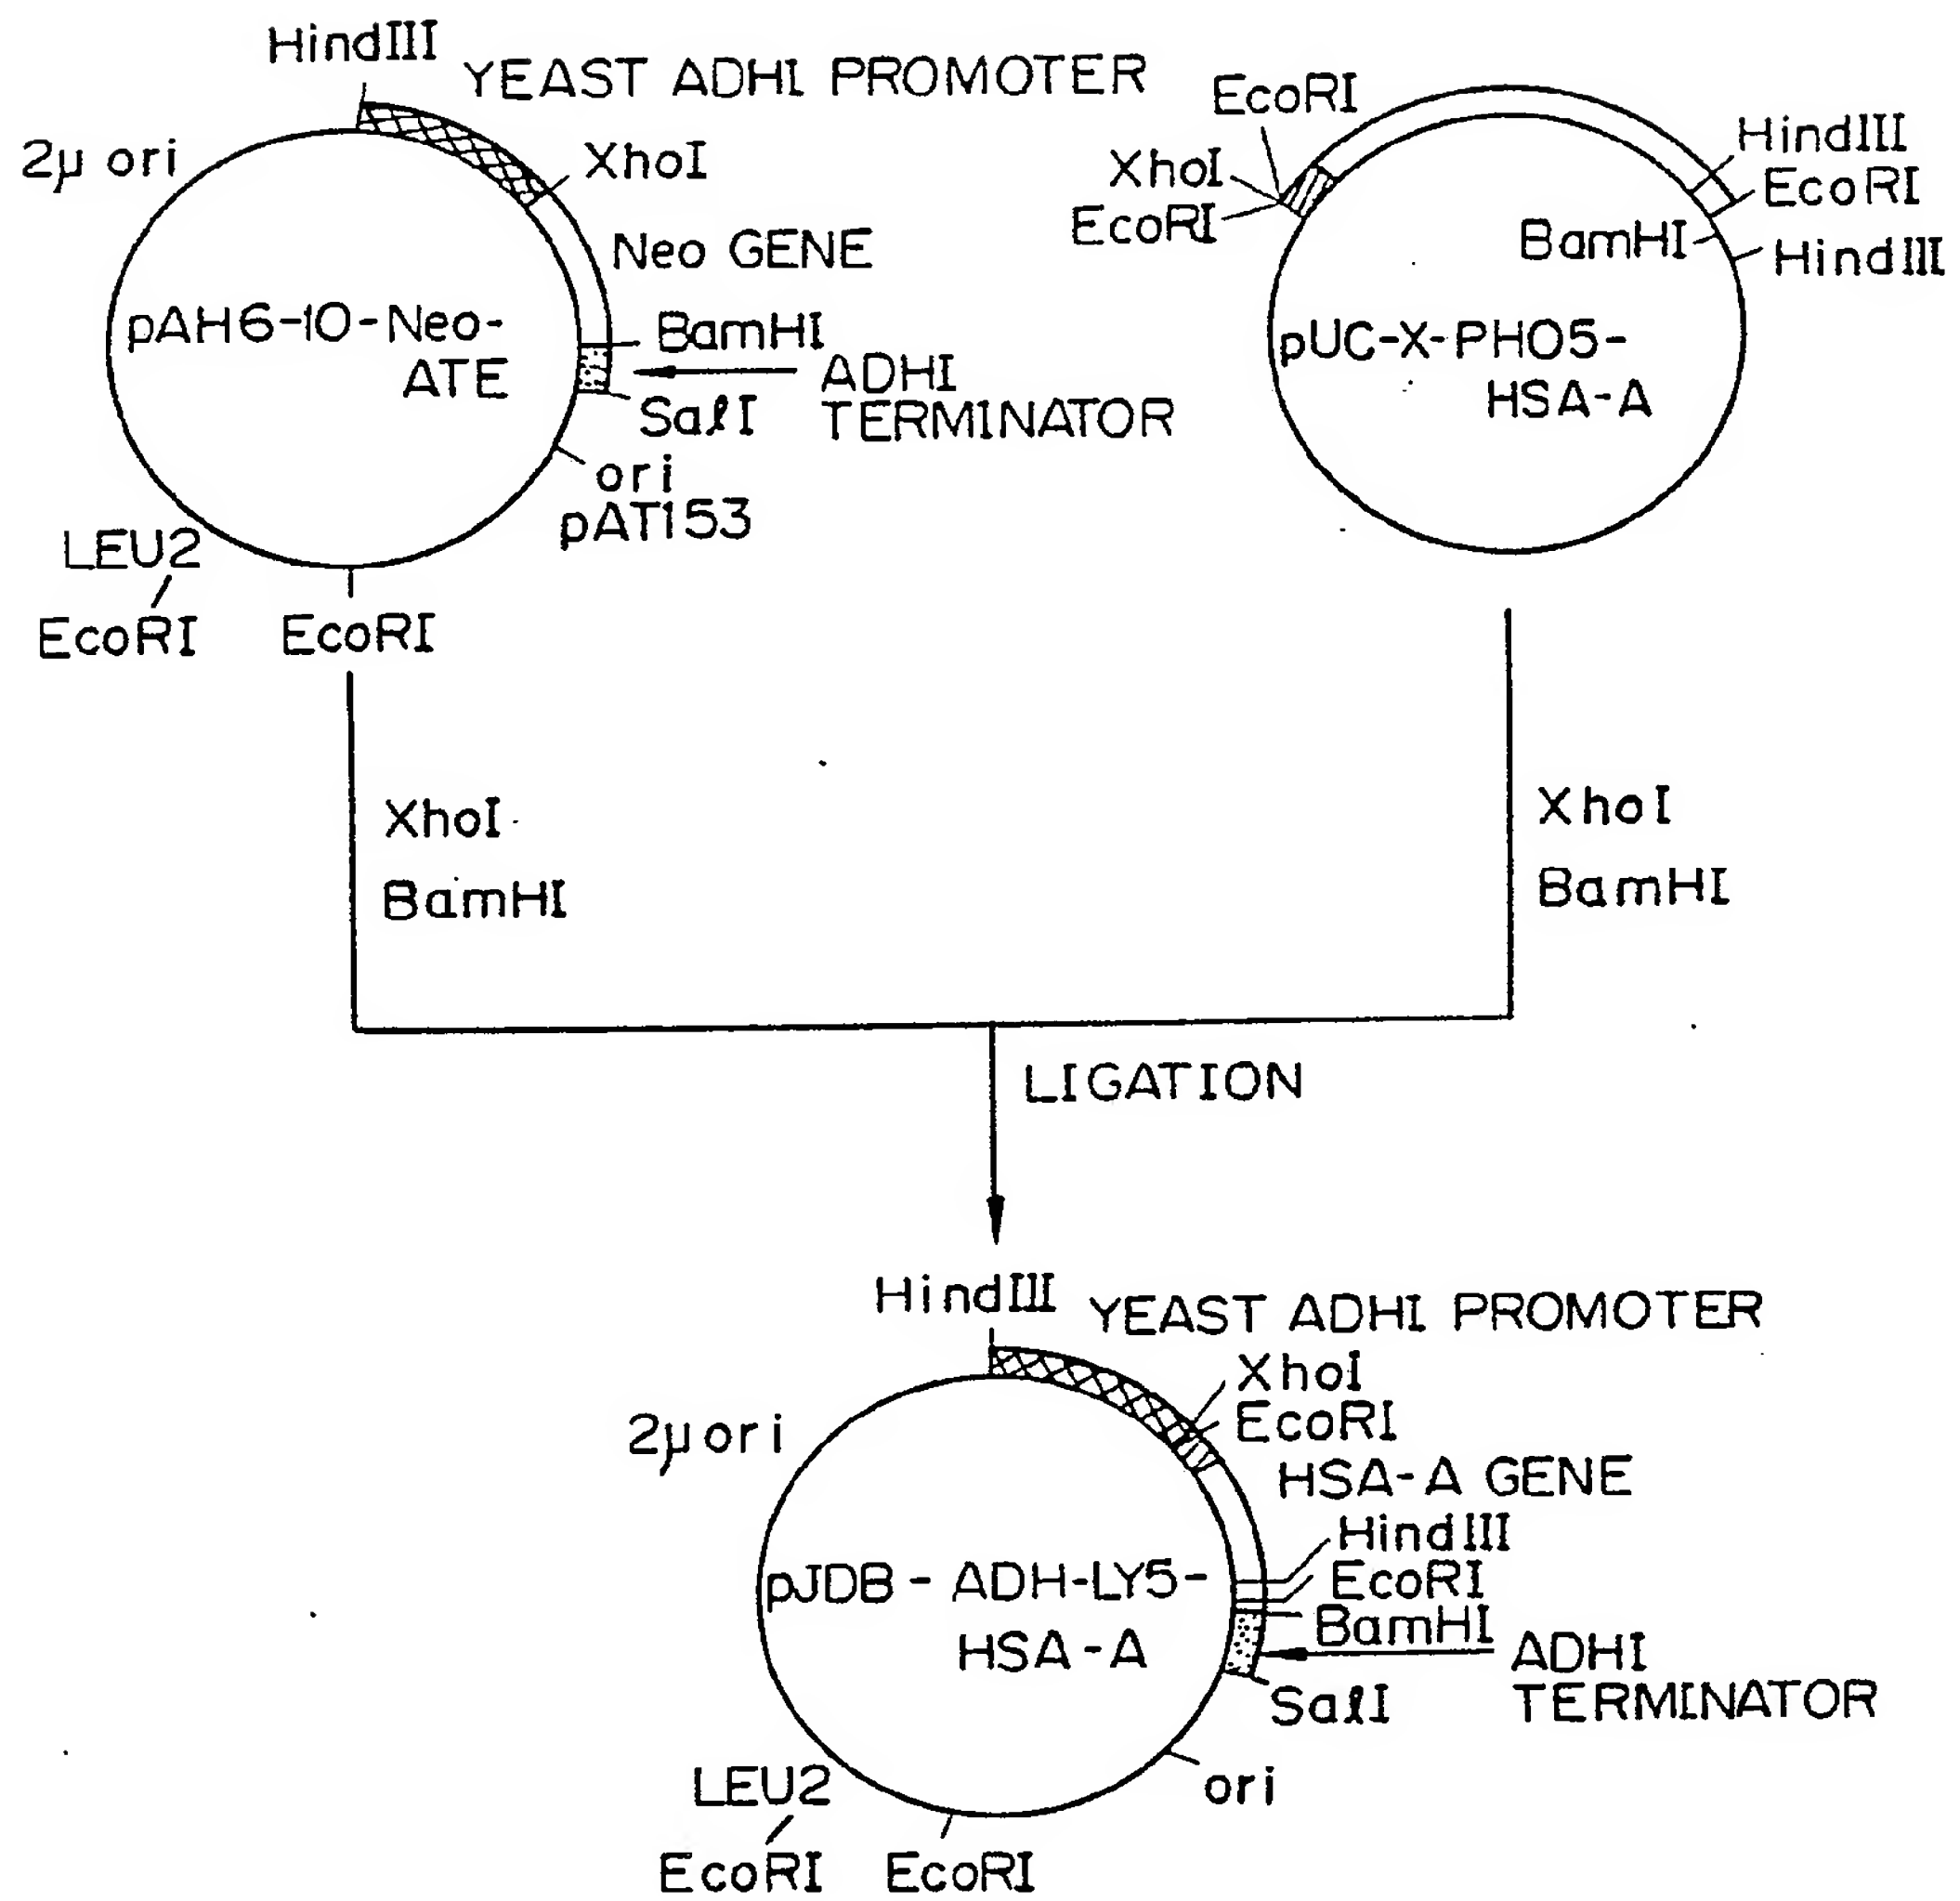 HindIII
YEAST ADHI PROMOTER
2µ ori
XhoI
Neo GENE
pAH6-10-Neo-
ATE
BamHI
ADHI
TERMINATOR
SalI
ori
pAT153
LEU2
EcoRI
EcoRI
EcoRI
XhoI
EcoRI
HindIII
EcoRI
BamHI
HindIII
pUC-X-PHO5-
HSA-A
XhoI
BamHI
XhoI
BamHI
LIGATION
HindIII
YEAST ADHI PROMOTER
XhoI
EcoRI
2µ ori
HSA-A GENE
HindIII
EcoRI
BamHI
pJDB - ADH-LY5-
HSA-A
ADHI
TERMINATOR
SalI
ori
LEU2
EcoRI
EcoRI